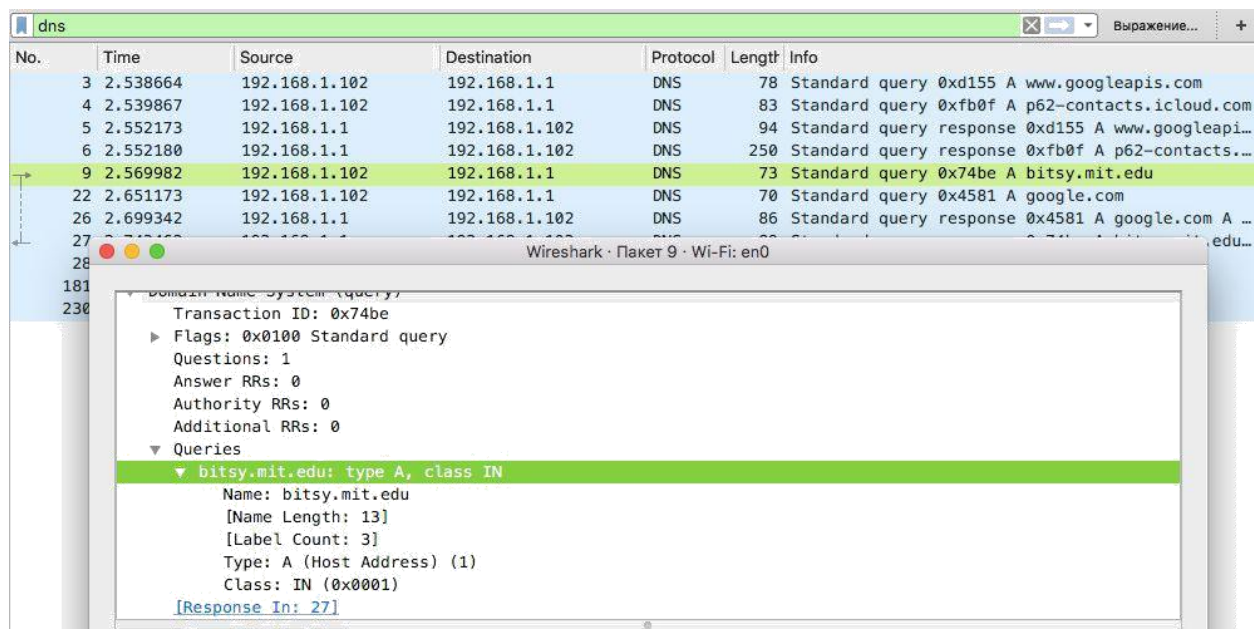 dns Выражение... +
No. Time Source Destination Protocol Length Info
3 2.538664 192.168.1.102 192.168.1.1 DNS 78 Standard query 0xd155 A www.googleapis.com
4 2.539867 192.168.1.102 192.168.1.1 DNS 83 Standard query 0xfb0f A p62-contacts.icloud.com
5 2.552173 192.168.1.1 192.168.1.102 DNS 94 Standard query response 0xd155 A www.googleapi…
6 2.552180 192.168.1.1 192.168.1.102 DNS 250 Standard query response 0xfb0f A p62-contacts.…
9 2.569982 192.168.1.102 192.168.1.1 DNS 73 Standard query 0x74be A bitsy.mit.edu
22 2.651173 192.168.1.102 192.168.1.1 DNS 70 Standard query 0x4581 A google.com
26 2.699342 192.168.1.1 192.168.1.102 DNS 86 Standard query response 0x4581 A google.com A …
27 .edu…
28
181
230
Wireshark · Пакет 9 · Wi-Fi: en0
Domain Name System (query)
Transaction ID: 0x74be
Flags: 0x0100 Standard query
Questions: 1
Answer RRs: 0
Authority RRs: 0
Additional RRs: 0
Queries
bitsy.mit.edu: type A, class IN
Name: bitsy.mit.edu
[Name Length: 13]
[Label Count: 3]
Type: A (Host Address) (1)
Class: IN (0x0001)
[Response In: 27]